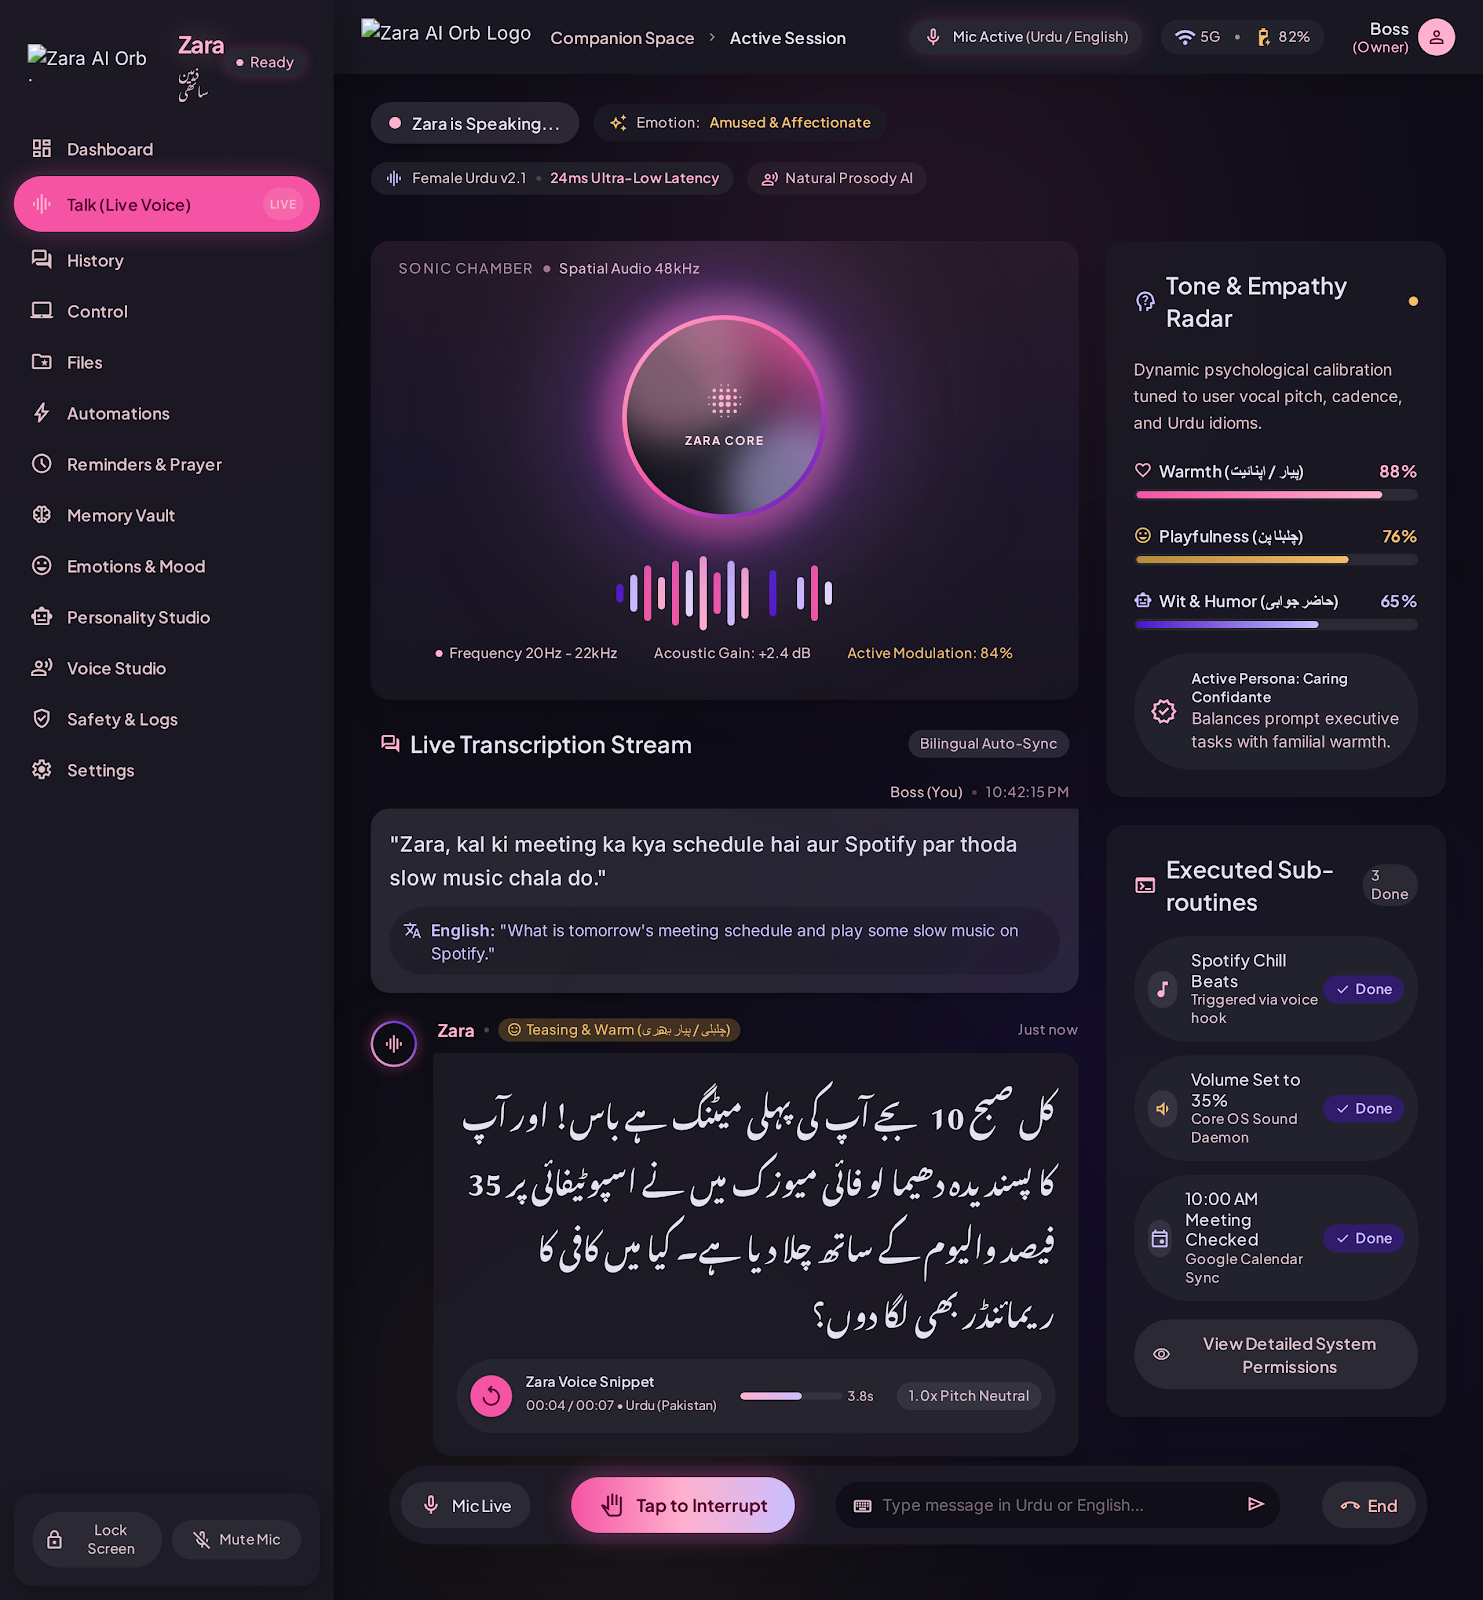 Zara AI Orb
Zara
فطین
ساتھی
Ready
Dashboard
Talk (Live Voice)
LIVE
History
Control
Files
Automations
Reminders & Prayer
Memory Vault
Emotions & Mood
Personality Studio
Voice Studio
Safety & Logs
Settings
Lock
Screen
Mute Mic
Zara AI Orb Logo
Companion Space
Active Session
Mic Active (Urdu / English)
5G • 82%
Boss
(Owner)
Zara is Speaking...
Emotion: Amused & Affectionate
Female Urdu v2.1 • 24ms Ultra-Low Latency
Natural Prosody AI
SONIC CHAMBER • Spatial Audio 48kHz
ZARA CORE
Frequency 20Hz - 22kHz
Acoustic Gain: +2.4 dB
Active Modulation: 84%
Live Transcription Stream
Bilingual Auto-Sync
Boss (You) • 10:42:15 PM
"Zara, kal ki meeting ka kya schedule hai aur Spotify par thoda
slow music chala do."
English: "What is tomorrow's meeting schedule and play some slow music on
Spotify."
Zara • Teasing & Warm (چلبلی / پیار بھری)
Just now
کل صبح 10 بجے آپ کی پہلی میٹنگ ہے باس! اور آپ
کا پسندیدہ دھیما لو فائی میوزک میں نے اسپوٹیفائی پر 35
فیصد والیوم کے ساتھ چلا دیا ہے۔ کیا میں کافی کا
ریمائنڈر بھی لگا دوں؟
Zara Voice Snippet
00:04 / 00:07 • Urdu (Pakistan)
3.8s
1.0x Pitch Neutral
Mic Live
Tap to Interrupt
Type message in Urdu or English...
End
Tone & Empathy
Radar
Dynamic psychological calibration
tuned to user vocal pitch, cadence,
and Urdu idioms.
Warmth (پیار / اپنائیت)
88%
Playfulness (چلبلا پن)
76%
Wit & Humor (حاضر جوابی)
65%
Active Persona: Caring
Confidante
Balances prompt executive
tasks with familial warmth.
Executed Sub-
routines
3
Done
Spotify Chill
Beats
Triggered via voice
hook
Done
Volume Set to
35%
Core OS Sound
Daemon
Done
10:00 AM
Meeting
Checked
Google Calendar
Sync
Done
View Detailed System
Permissions